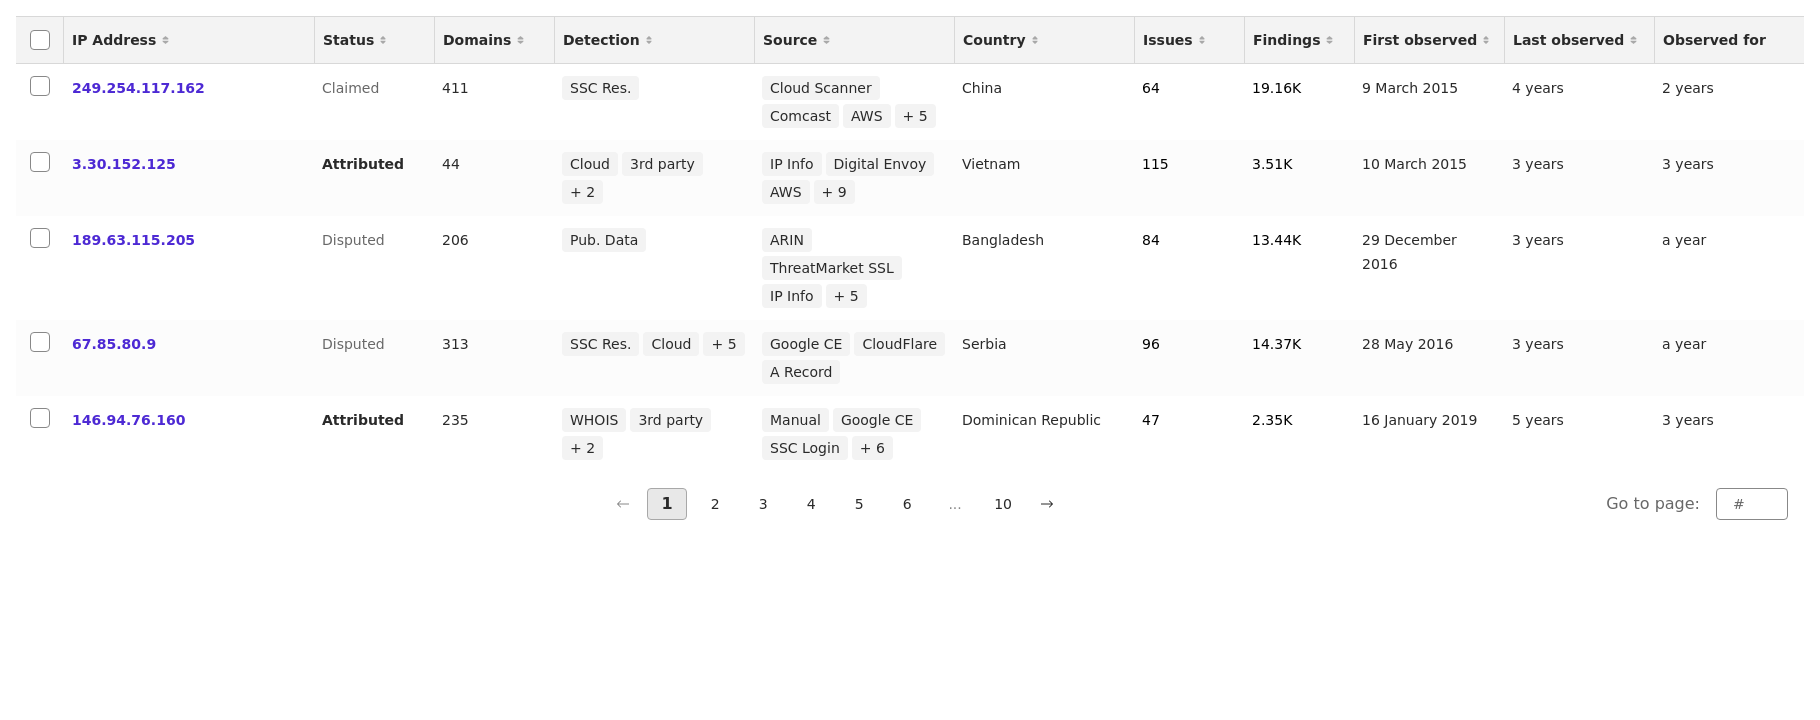 IP Address Status Domains Detection Source Country Issues Findings First observed Last observed Observed for
249.254.117.162 Claimed 411 SSC Res. Cloud Scanner China 64 19.16K 9 March 2015 4 years 2 years
Comcast AWS + 5
3.30.152.125 Attributed 44 Cloud 3rd party IP Info Digital Envoy Vietnam 115 3.51K 10 March 2015 3 years 3 years
+ 2 AWS + 9
189.63.115.205 Disputed 206 Pub. Data ARIN Bangladesh 84 13.44K 29 December 3 years a year
2016
ThreatMarket SSL
IP Info + 5
67.85.80.9 Disputed 313 SSC Res. Cloud + 5 Google CE CloudFlare Serbia 96 14.37K 28 May 2016 3 years a year
A Record
146.94.76.160 Attributed 235 WHOIS 3rd party Manual Google CE Dominican Republic 47 2.35K 16 January 2019 5 years 3 years
+ 2 SSC Login + 6
← 1 2 3 4 5 6 ... 10 → Go to page: #